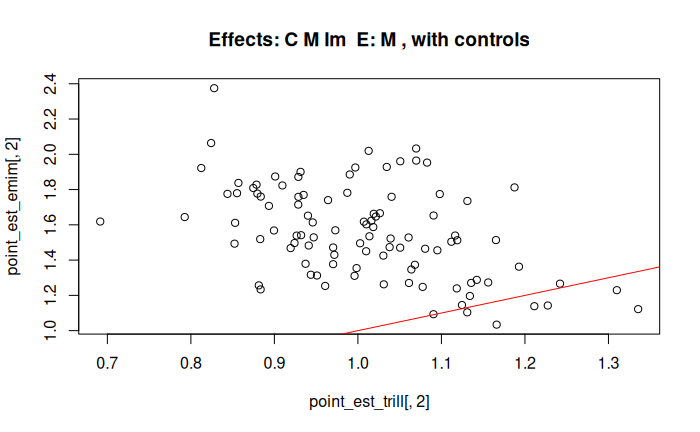 Effects: C M Im E: M , with controls
point_est_emim[, 2]
2.4
2.2
2.0
1.8
1.6
1.4
1.2
1.0
0.7 0.8 0.9 1.0 1.1 1.2 1.3
point_est_trill[, 2]